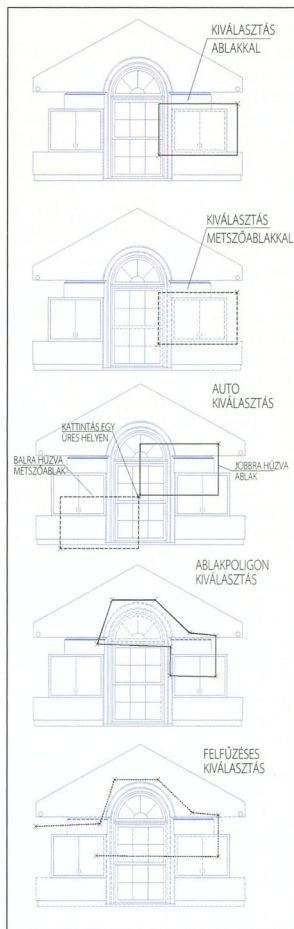 KIVÁLASZTÁS
ABLAKKAL
KIVÁLASZTÁS
METSZŐABLAKKAL
AUTO
KIVÁLASZTÁS
KATTINTÁS EGY
ÜRES HELYEN
BALRA HÚZVA
METSZŐABLAK
JOBBRA HÚZVA
ABLAK
ABLAKPOLIGON
KIVÁLASZTÁS
FELFŰZÉSES
KIVÁLASZTÁS